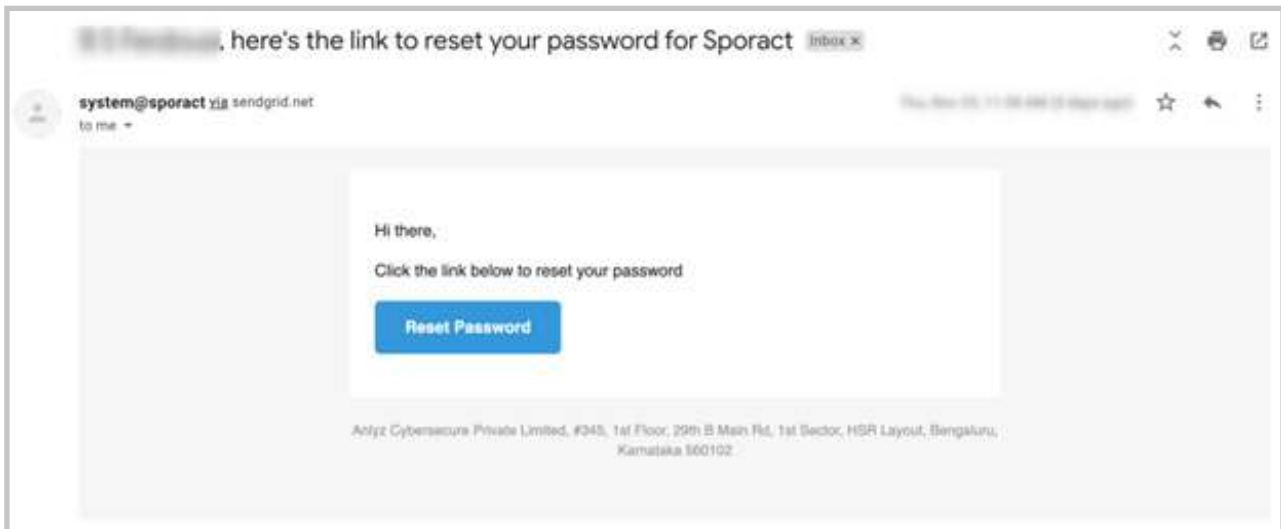 , here's the link to reset your password for Sporact Inbox x
system@sporact via sendgrid.net
to me
Hi there,
Click the link below to reset your password
Reset Password
Anlyz Cybersecure Private Limited, #345, 1st Floor, 29th B Main Rd, 1st Sector, HSR Layout, Bengaluru,
Karnataka 560102